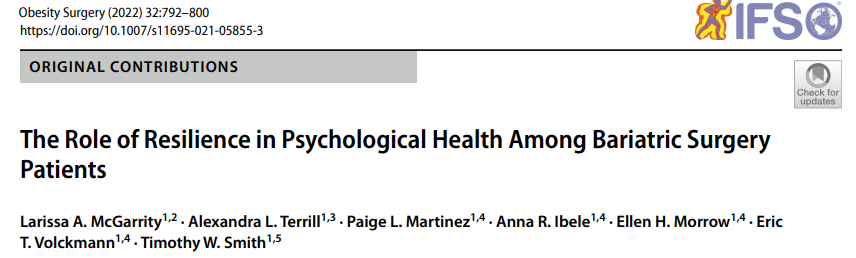 Obesity Surgery (2022) 32:792–800
https://doi.org/10.1007/s11695-021-05855-3
IFSO
ORIGINAL CONTRIBUTIONS
Check for
updates
The Role of Resilience in Psychological Health Among Bariatric Surgery
Patients
Larissa A. McGarrity1,2 · Alexandra L. Terrill1,3 · Paige L. Martinez1,4 · Anna R. Ibele1,4 · Ellen H. Morrow1,4 · Eric
T. Volckmann1,4 · Timothy W. Smith1,5